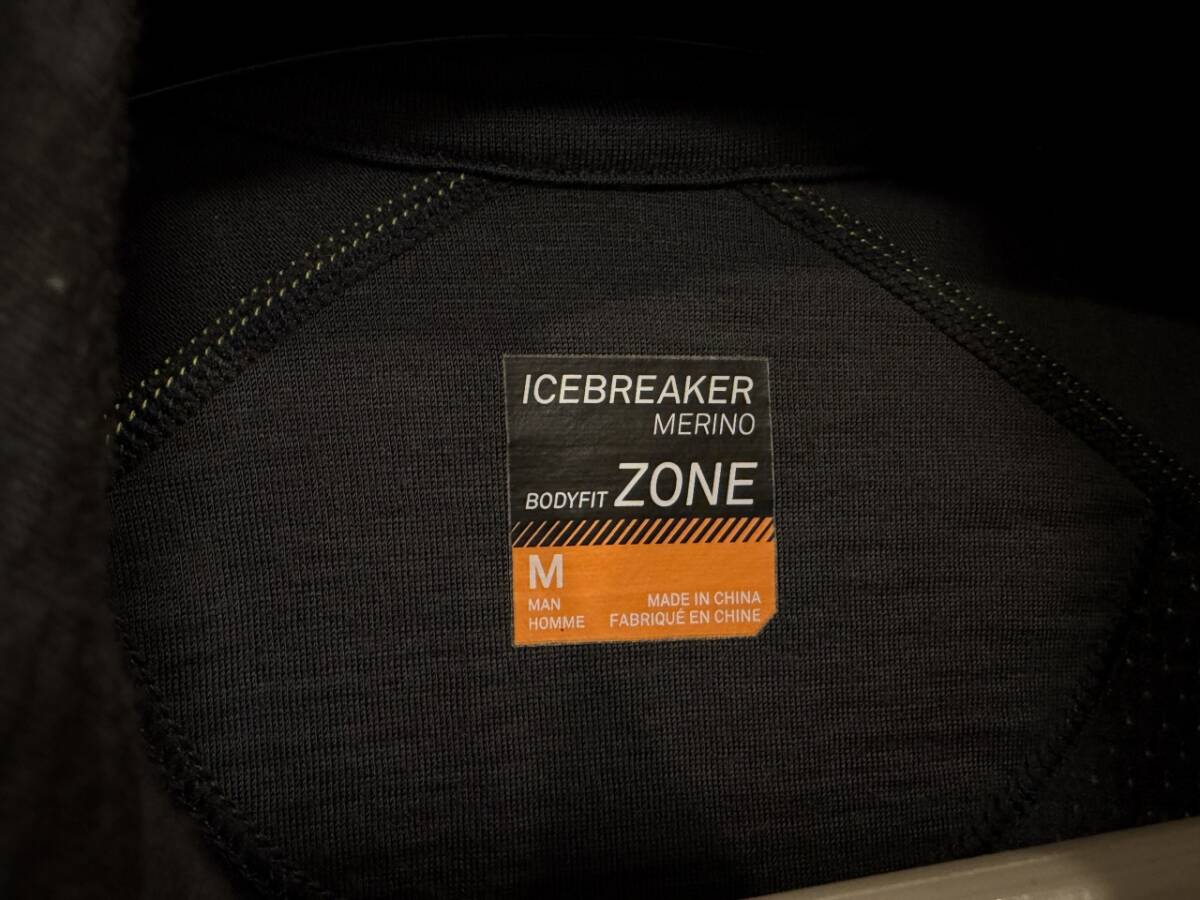 ICEBREAKER
MERINO
BODYFIT ZONE
M
MAN
HOMME
MADE IN CHINA
FABRIQUÉ EN CHINE